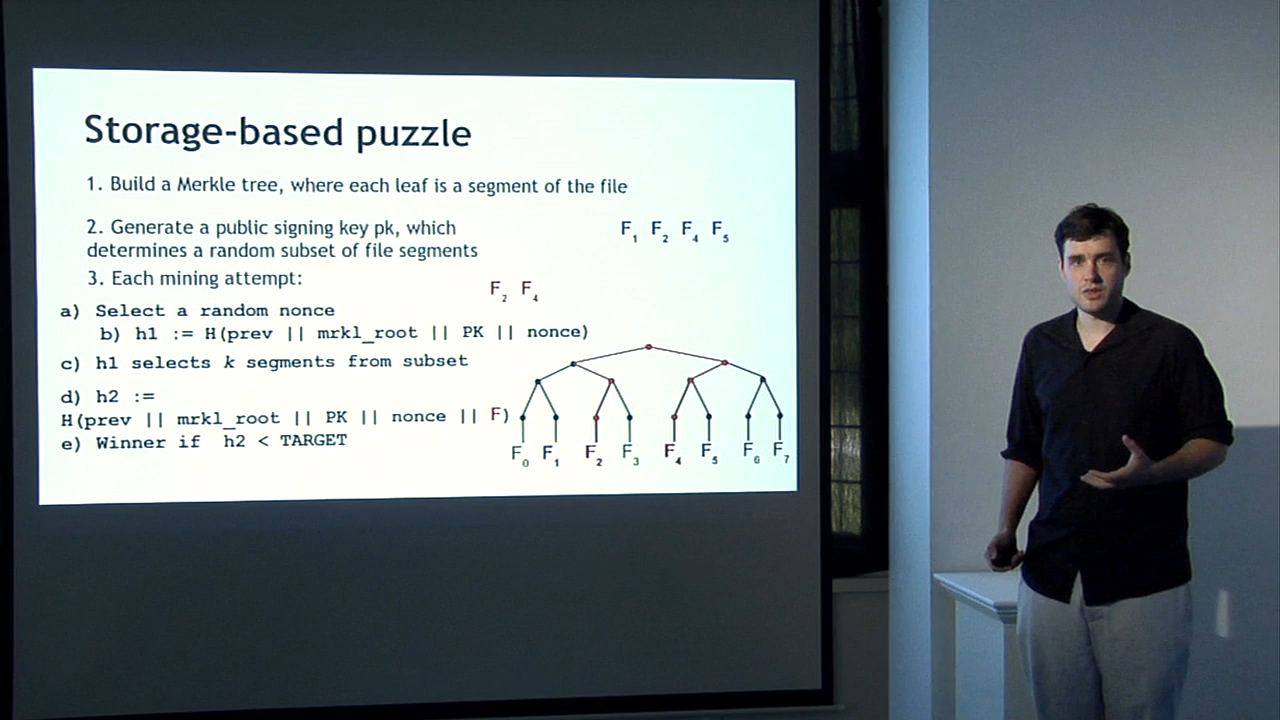 Storage-based puzzle
1. Build a Merkle tree, where each leaf is a segment of the file
2. Generate a public signing key pk, which
determines a random subset of file segments
F1 F2 F4 F5
3. Each mining attempt:
F2 F4
a) Select a random nonce
b) h1 := H(prev || mrkl_root || PK || nonce)
c) h1 selects k segments from subset
d) h2 :=
H(prev || mrkl_root || PK || nonce || F)
e) Winner if h2 < TARGET
F0 F1 F2 F3 F4 F5 F6 F7